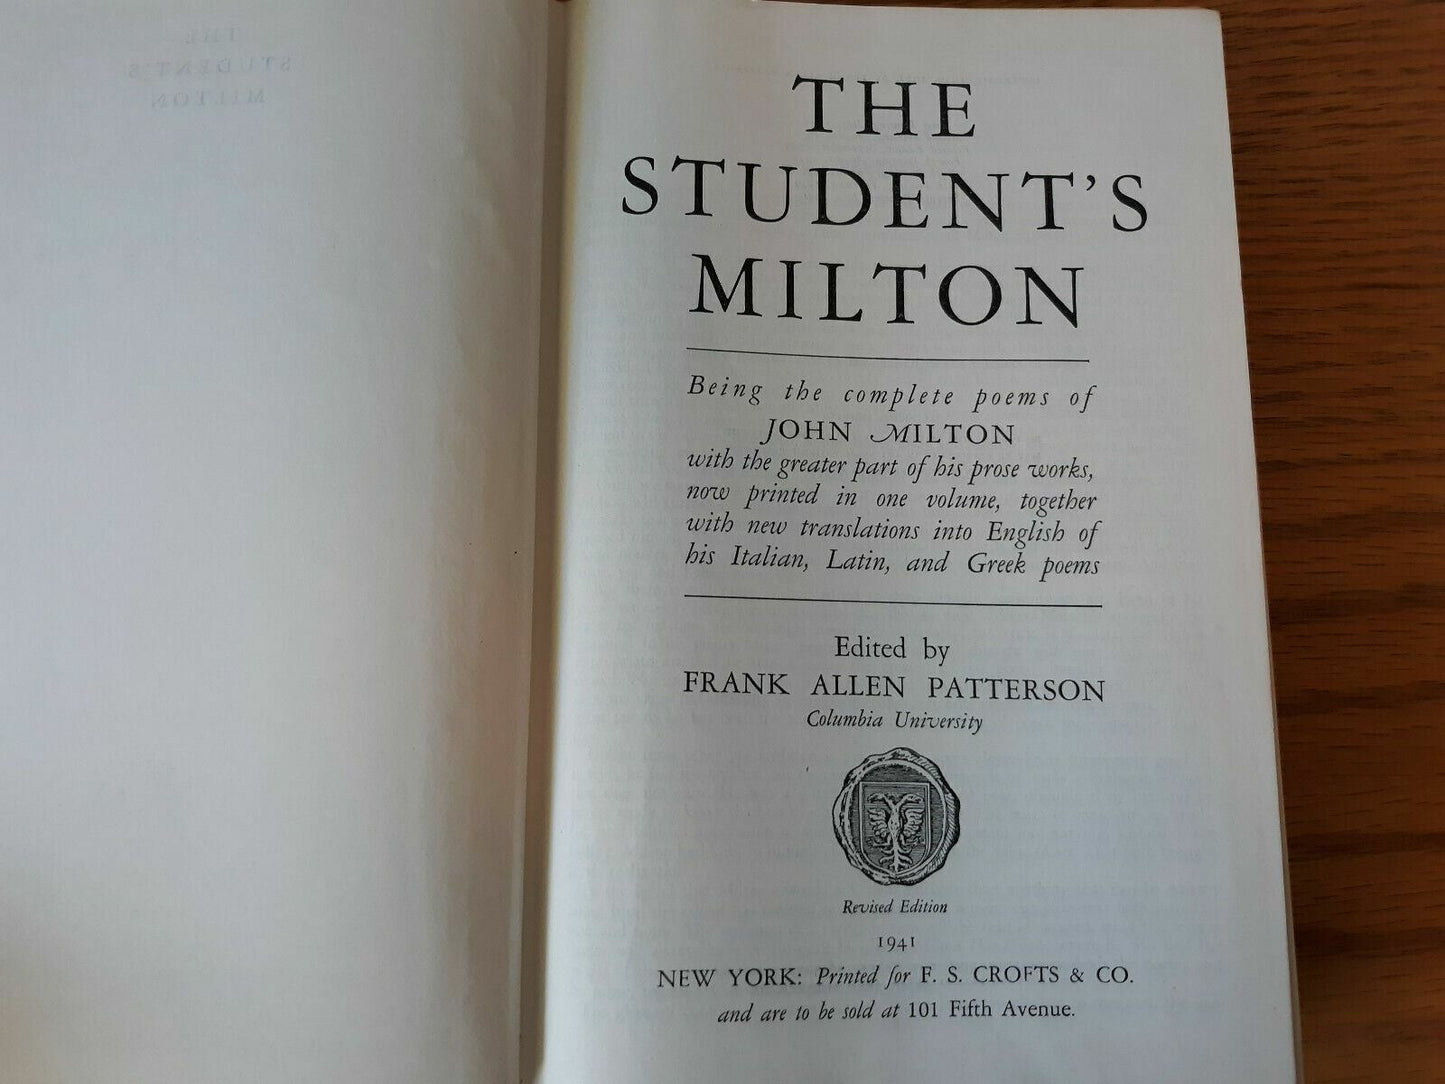 THE
STUDENT'S
MILTON
THE
STUDENT'S
MILTON
Being the complete poems of
JOHN MILTON
with the greater part of his prose works,
now printed in one volume, together
with new translations into English of
his Italian, Latin, and Greek poems
Edited by
FRANK ALLEN PATTERSON
Columbia University
Revised Edition
1941
NEW YORK: Printed for F. S. CROFTS & CO.
and are to be sold at 101 Fifth Avenue.